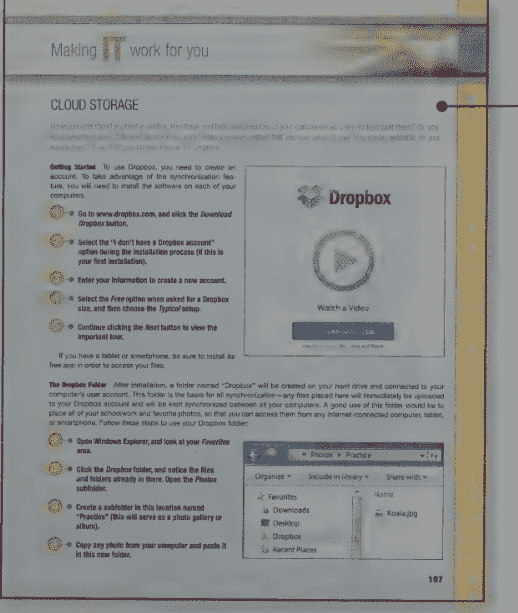 Making IT work for you
CLOUD STORAGE
Getting Started To use Dropbox, you need to create an
account. To take advantage of the synchronization fea-
ture, you will need to install the software on each of your
computers.
Go to www.dropbox.com, and click the Download
Dropbox button.
Select the "I don't have a Dropbox account"
option during the installation process (if this is
your first installation).
Enter your information to create a new account.
Select the Free option when asked for a Dropbox
size, and then choose the Typical setup.
Continue clicking the Next button to view the
important tour.
If you have a tablet or smartphone, be sure to install its
free app in order to access your files.
Dropbox
Watch a Video
The Dropbox Folder After installation, a folder named "Dropbox" will be created on your hard drive and connected to your
computer's user account. This folder is the basis for all synchronization—any files placed here will immediately be uploaded
to your Dropbox account and will be kept synchronized between all your computers. A good use of this folder would be to
place all of your schoolwork and favorite photos, so that you can access them from any Internet-connected computer, tablet,
or smartphone. Follow these steps to use your Dropbox folder:
Open Windows Explorer, and look at your Favorites
area.
Click the Dropbox folder, and notice the files
and folders already in there. Open the Photos
subfolder.
Create a subfolder in this location named
"Practice" (this will serve as a photo gallery or
album).
Copy any photo from your computer and paste it
in this new folder.
Photos Practice
Organize Include in library Share with
Favorites Name
Downloads
Koala.jpg
Desktop
Dropbox
Recent Places
197